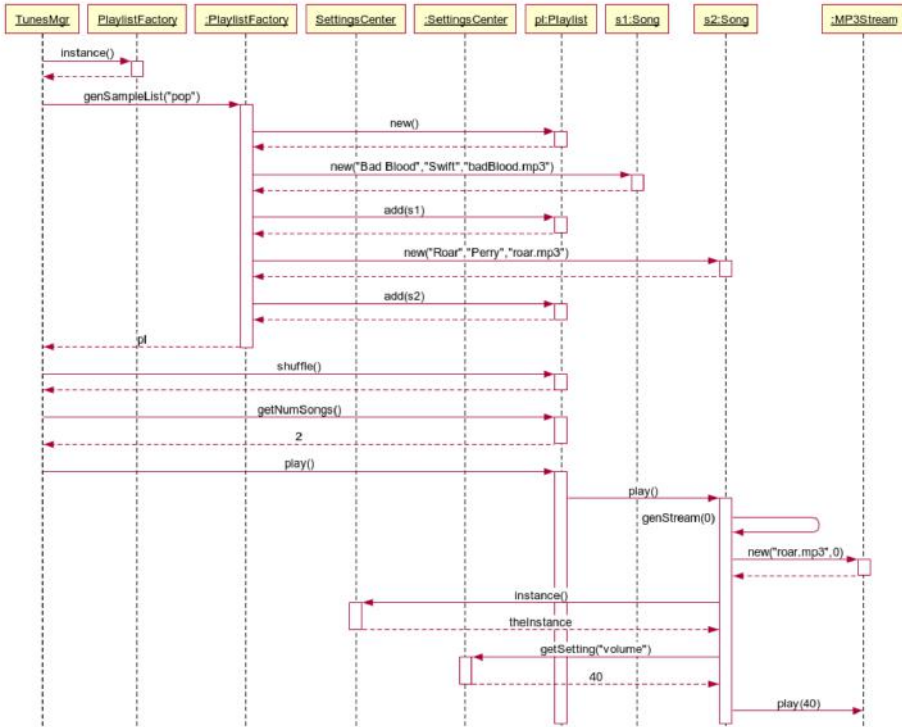 TunesMgr
PlaylistFactory
:PlaylistFactory
SettingsCenter
:SettingsCenter
pl:Playlist
s1:Song
s2:Song
:MP3Stream
instance()
genSampleList("pop")
new()
new("Bad Blood","Swift","badBlood.mp3")
add(s1)
new("Roar","Perry","roar.mp3")
add(s2)
pl
shuffle()
getNumSongs()
2
play()
play()
genStream(0)
new("roar.mp3",0)
instance()
theInstance
getSetting("volume")
40
play(40)